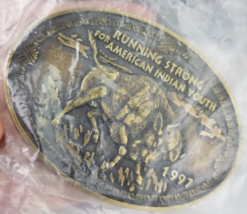 RUNNING STRONG
FOR AMERICAN INDIAN YOUTH
1997